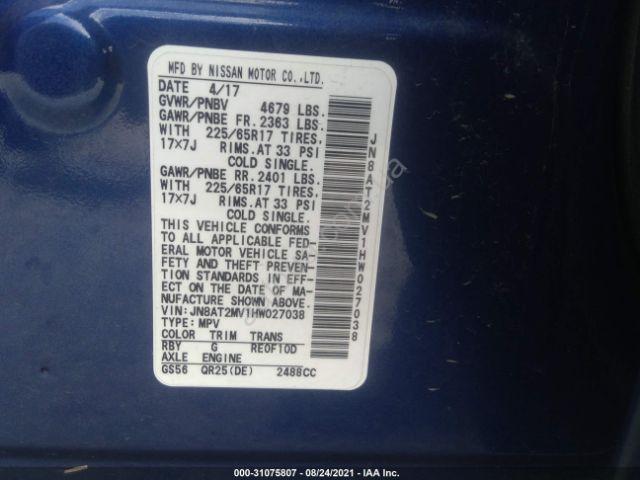 MFD BY NISSAN MOTOR CO.,LTD.
DATE 4/17
GVWR/PNBV 4679 LBS.
GAWR/PNBE FR. 2363 LBS.
WITH 225/65R17 TIRES.
17X7J RIMS.AT 33 PSI
COLD SINGLE.
GAWR/PNBE RR. 2401 LBS.
WITH 225/65R17 TIRES.
17X7J RIMS.AT 33 PSI
COLD SINGLE.
THIS VEHICLE CONFORMS
TO ALL APPLICABLE FED-
ERAL MOTOR VEHICLE SA-
FETY AND THEFT PREVEN-
TION STANDARDS IN EFF-
ECT ON THE DATE OF MA-
NUFACTURE SHOWN ABOVE.
VIN: JN8AT2MV1HW027038
TYPE: MPV
COLOR TRIM TRANS
RBY G RE0F10D
AXLE ENGINE
GS56 QR25(DE) 2488CC
JN8AT2MV1HW027038
000-31075807 - 08/24/2021 - IAA Inc.